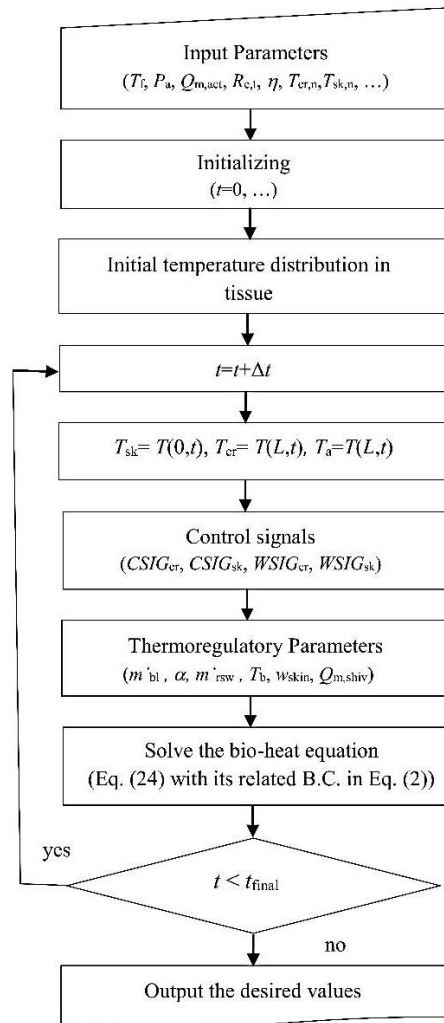 Input Parameters
(Tf, Pa, Qm,act, Re,t, η, Tcr,n,Tsk,n, …)
Initializing
(t=0, …)
Initial temperature distribution in
tissue
t=t+Δt
Tsk= T(0,t), Tcr= T(L,t), Ta=T(L,t)
Control signals
(CSIGcr, CSIGsk, WSIGcr, WSIGsk)
Thermoregulatory Parameters
(m˙bl , α, m˙rsw , Tb, wskin, Qm,shiv)
Solve the bio-heat equation
(Eq. (24) with its related B.C. in Eq. (2))
yes
t < tfinal
no
Output the desired values